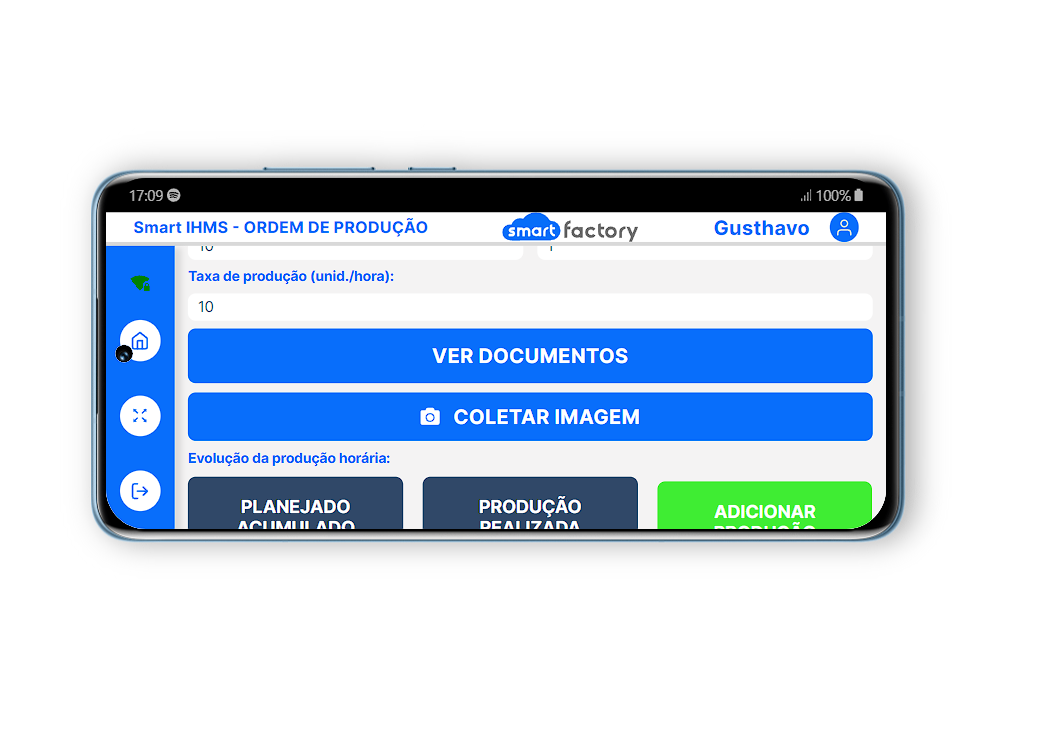 17:09
100%
Smart IHMS - ORDEM DE PRODUÇÃO
smart factory
Gusthavo
10
Taxa de produção (unid./hora):
10
VER DOCUMENTOS
COLETAR IMAGEM
Evolução da produção horária:
PLANEJADO
ACUMULADO
PRODUÇÃO
REALIZADA
ADICIONAR
PRODUÇÃO